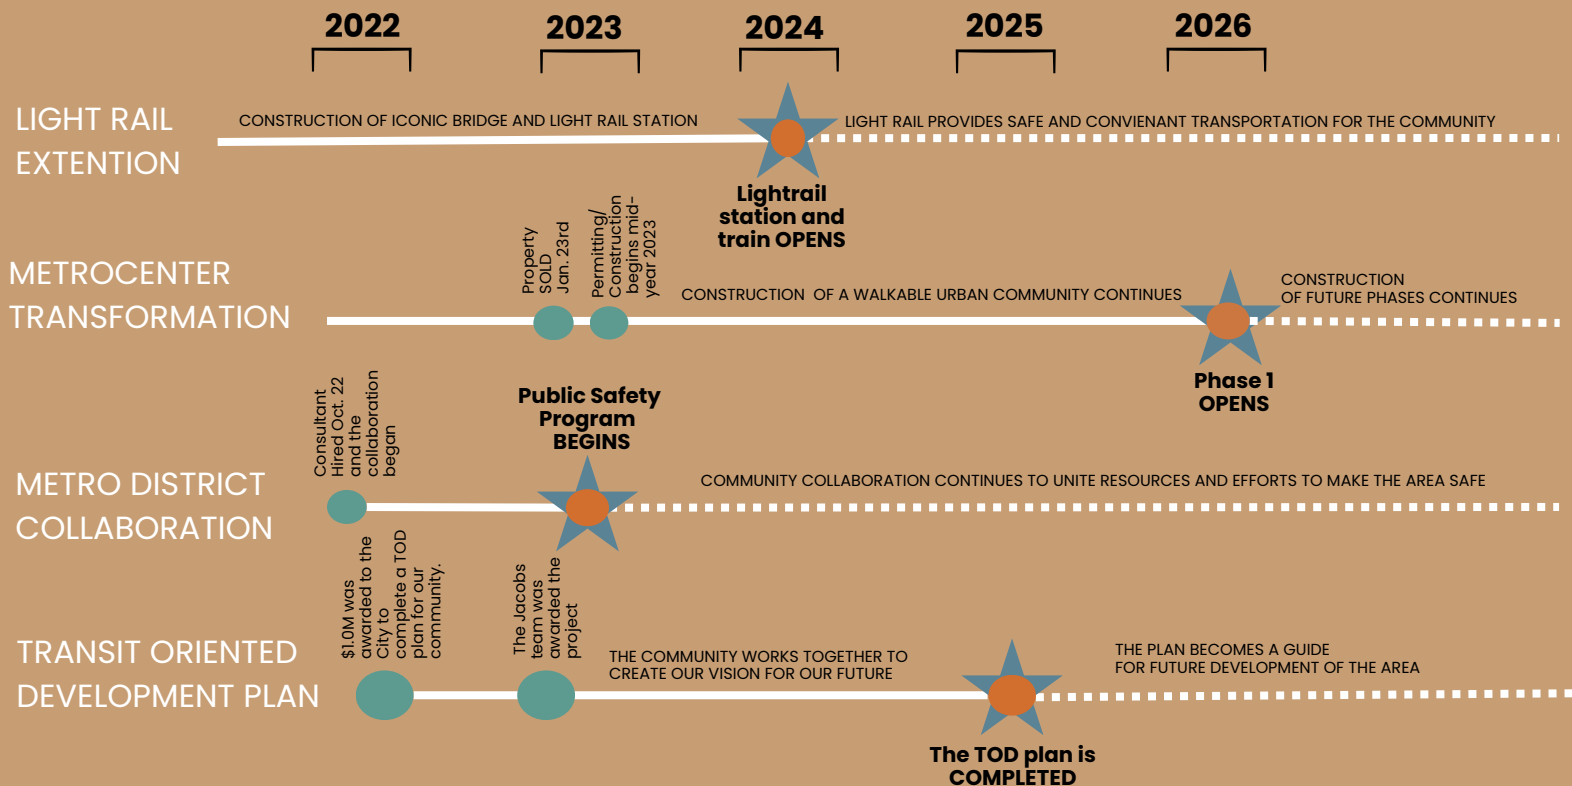 2022
2023
2024
2025
2026
LIGHT RAIL
EXTENTION
CONSTRUCTION OF ICONIC BRIDGE AND LIGHT RAIL STATION
LIGHT RAIL PROVIDES SAFE AND CONVIENANT TRANSPORTATION FOR THE COMMUNITY
Lightrail
station and
train OPENS
METROCENTER
TRANSFORMATION
Property
SOLD
Jan. 23rd
Permitting/
Construction
begins mid-
year 2023
CONSTRUCTION OF A WALKABLE URBAN COMMUNITY CONTINUES
CONSTRUCTION
OF FUTURE PHASES CONTINUES
Phase 1
OPENS
METRO DISTRICT
COLLABORATION
Consultant
Hired Oct. 22
and the
collaboration
began
Public Safety
Program
BEGINS
COMMUNITY COLLABORATION CONTINUES TO UNITE RESOURCES AND EFFORTS TO MAKE THE AREA SAFE
TRANSIT ORIENTED
DEVELOPMENT PLAN
$1.0M was
awarded to the
City to
complete a TOD
plan for our
community.
The Jacobs
team was
awarded the
project
THE COMMUNITY WORKS TOGETHER TO
CREATE OUR VISION FOR OUR FUTURE
THE PLAN BECOMES A GUIDE
FOR FUTURE DEVELOPMENT OF THE AREA
The TOD plan is
COMPLETED